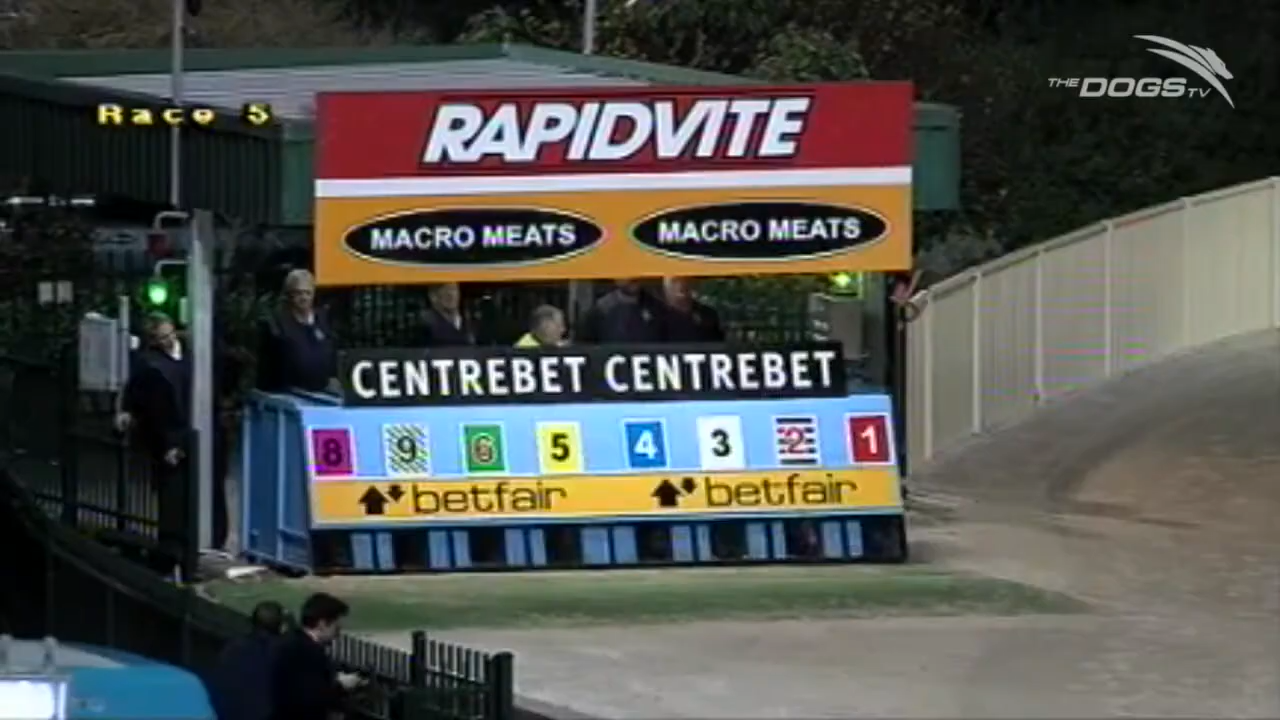 THE DOGS TV
Race 5
RAPIDVITE
MACRO MEATS MACRO MEATS
CENTREBET CENTREBET
8 9 6 5 4 3 2 1
betfair betfair